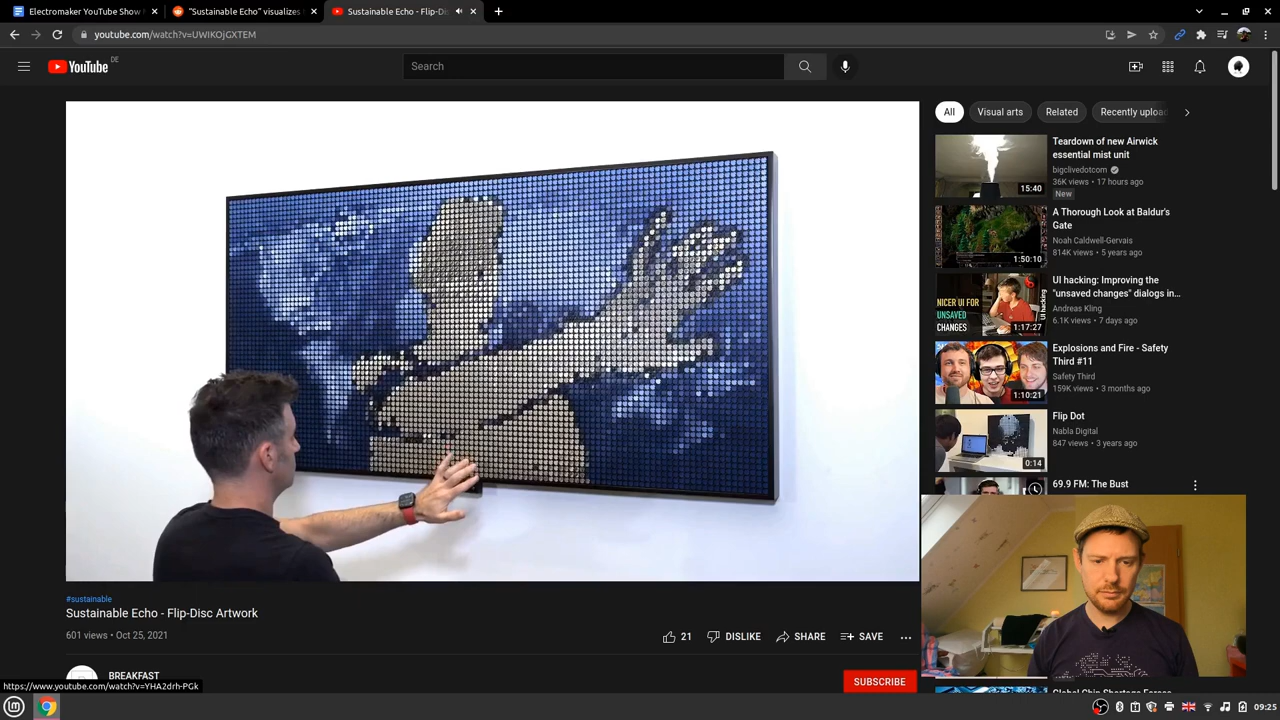 Electromaker YouTube Show
"Sustainable Echo" visualizes
Sustainable Echo - Flip-Di
youtube.com/watch?v=UWIKOjGXTEM
YouTube DE
Search
All
Visual arts
Related
Recently uploa
15:40
Teardown of new Airwick
essential mist unit
bigclivedotcom
36K views • 17 hours ago
New
1:50:10
A Thorough Look at Baldur's
Gate
Noah Caldwell-Gervais
814K views • 5 years ago
NICER UI FOR
UNSAVED
CHANGES
UI hacking
1:17:27
UI hacking: Improving the
"unsaved changes" dialogs in...
Andreas Kling
6.1K views • 7 days ago
1:10:21
Explosions and Fire - Safety
Third #11
Safety Third
159K views • 3 months ago
0:14
Flip Dot
Nabla Digital
847 views • 3 years ago
69.9 FM: The Bust
#sustainable
Sustainable Echo - Flip-Disc Artwork
601 views • Oct 25, 2021
21
DISLIKE
SHARE
SAVE
BREAKFAST
SUBSCRIBE
Global Chip Shortage Forces
https://www.youtube.com/watch?v=YHA2drh-PGk
09:25